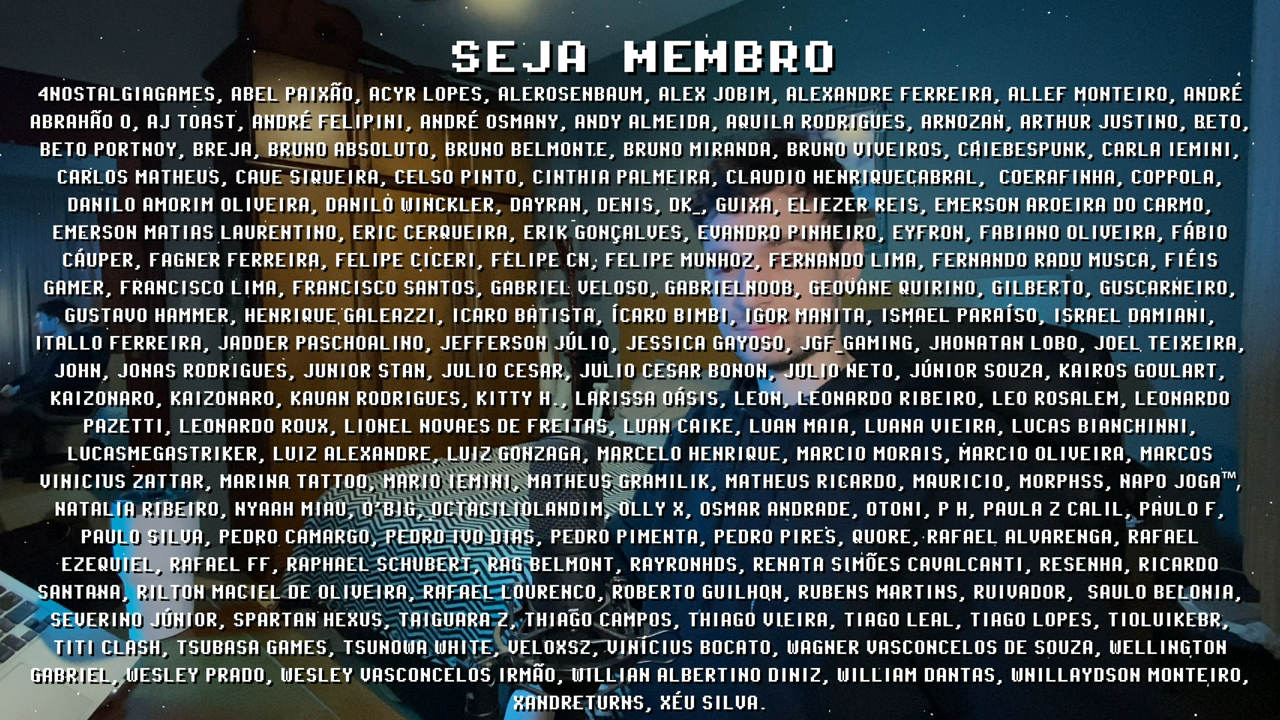 SEJA MEMBRO
4NOSTALGIAGAMES, ABEL PAIXÃO, ACYR LOPES, ALEROSENBAUM, ALEX JOBIM, ALEXANDRE FERREIRA, ALLEF MONTEIRO, ANDRÉ
ABRAHÃO O, AJ TOAST, ANDRÉ FELIPINI, ANDRÉ OSMANY, ANDY ALMEIDA, AQUILA RODRIGUES, ARNOZAN, ARTHUR JUSTINO, BETO,
BETO PORTNOY, BREJA, BRUNO ABSOLUTO, BRUNO BELMONTE, BRUNO MIRANDA, BRUNO VIVEIROS, CAIEBESPUNK, CARLA IEMINI,
CARLOS MATHEUS, CAVE SIQUEIRA, CELSO PINTO, CINTHIA PALMEIRA, CLAUDIO HENRIQUECABRAL, COERAFINHA, COPPOLA,
DANILO AMORIM OLIVEIRA, DANILO WINCKLER, DAYRAN, DENIS, DK_, GUIXA, ELIEZER REIS, EMERSON AROEIRA DO CARMO,
EMERSON MATIAS LAURENTINO, ERIC CERQUEIRA, ERIK GONÇALVES, EVANDRO PINHEIRO, EYFRON, FABIANO OLIVEIRA, FÁBIO
CÁUPER, FAGNER FERREIRA, FELIPE CICERI, FELIPE CN, FELIPE MUNHOZ, FERNANDO LIMA, FERNANDO RADU MUSCA, FIÉIS
GAMER, FRANCISCO LIMA, FRANCISCO SANTOS, GABRIEL VELOSO, GABRIELNOOB, GEOVANE QUIRINO, GILBERTO, GUSCARNEIRO,
GUSTAVO HAMMER, HENRIQUE GALEAZZI, ICARO BATISTA, ÍCARO BIMBI, IGOR MANITA, ISMAEL PARAÍSO, ISRAEL DAMIANI,
ITALLO FERREIRA, JADDER PASCHOALINO, JEFFERSON JÚLIO, JESSICA GAYOSO, JGF_GAMING, JHONATAN LOBO, JOEL TEIXEIRA,
JOHN, JONAS RODRIGUES, JUNIOR STAN, JULIO CESAR, JULIO CESAR BONON, JULIO NETO, JÚNIOR SOUZA, KAIROS GOULART,
KAIZONARO, KAIZONARO, KAUAN RODRIGUES, KITTY H., LARISSA OÁSIS, LEON, LEONARDO RIBEIRO, LEO ROSALEM, LEONARDO
PAZETTI, LEONARDO ROUX, LIONEL NOVAES DE FREITAS, LUAN CAIKE, LUAN MAIA, LUANA VIEIRA, LUCAS BIANCHINNI,
LUCASMEGASTRIKER, LUIZ ALEXANDRE, LUIZ GONZAGA, MARCELO HENRIQUE, MARCIO MORAIS, MARCIO OLIVEIRA, MARCOS
VINICIUS ZATTAR, MARINA TATTOO, MARIO IEMINI, MATHEUS GRAMILIK, MATHEUS RICARDO, MAURICIO, MORPHSS, NAPO JOGA™,
NATALIA RIBEIRO, NYAAH MIAU, O'BIG, OCTACILIOLANDIM, OLLY X, OSMAR ANDRADE, OTONI, P H, PAULA Z CALIL, PAULO F,
PAULO SILVA, PEDRO CAMARGO, PEDRO IVO DIAS, PEDRO PIMENTA, PEDRO PIRES, QUORE, RAFAEL ALVARENGA, RAFAEL
EZEQUIEL, RAFAEL FF, RAPHAEL SCHUBERT, RAG BELMONT, RAYRONHDS, RENATA SIMÕES CAVALCANTI, RESENHA, RICARDO
SANTANA, RILTON MACIEL DE OLIVEIRA, RAFAEL LOURENCO, ROBERTO GUILHON, RUBENS MARTINS, RUIVADOR, SAULO BELONIA,
SEVERINO JÚNIOR, SPARTAN HEXUS, TAIGUARA Z, THIAGO CAMPOS, THIAGO VIEIRA, TIAGO LEAL, TIAGO LOPES, TIOLUIKEBR,
TITI CLASH, TSUBASA GAMES, TSUNOWA WHITE, VELOXSZ, VINÍCIUS BOCATO, WAGNER VASCONCELOS DE SOUZA, WELLINGTON
GABRIEL, WESLEY PRADO, WESLEY VASCONCELOS IRMÃO, WILLIAN ALBERTINO DINIZ, WILLIAM DANTAS, WNILLAYDSON MONTEIRO,
XANDRETURNS, XÉU SILVA.